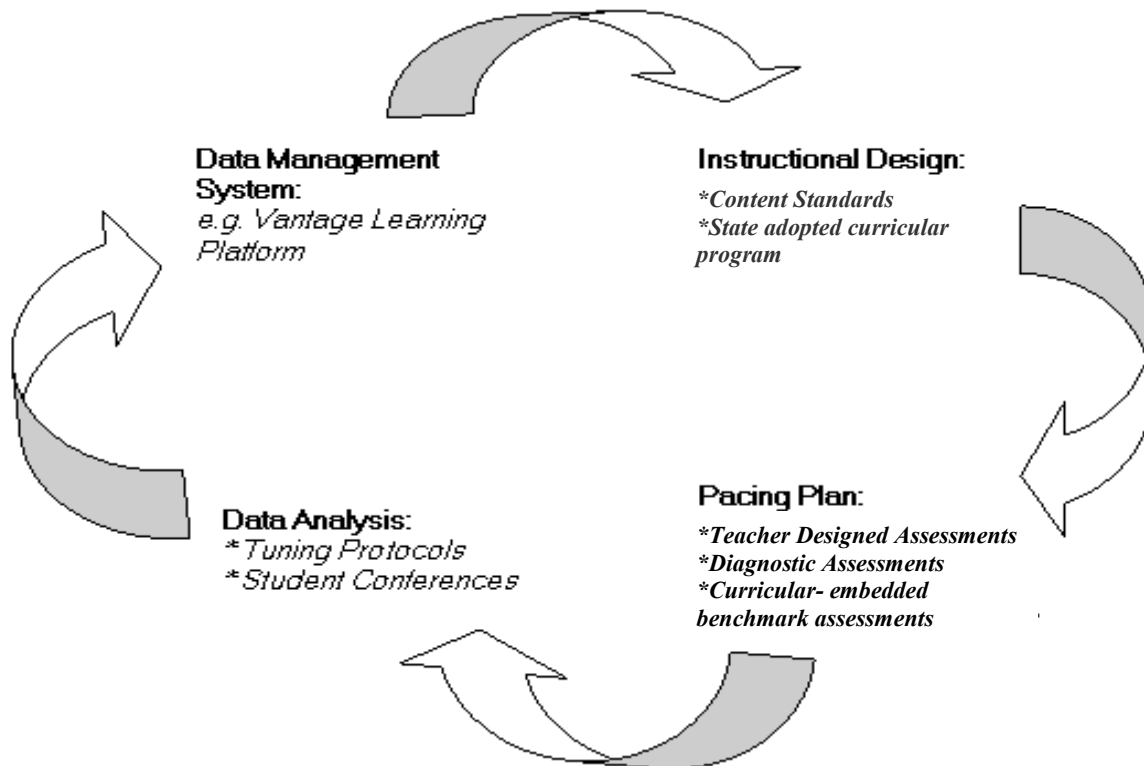 Data Management
System:
e.g. Vantage Learning
Platform
Instructional Design:
*Content Standards
*State adopted curricular
program
Pacing Plan:
*Teacher Designed Assessments
*Diagnostic Assessments
*Curricular- embedded
benchmark assessments
Data Analysis:
* Tuning Protocols
* Student Conferences